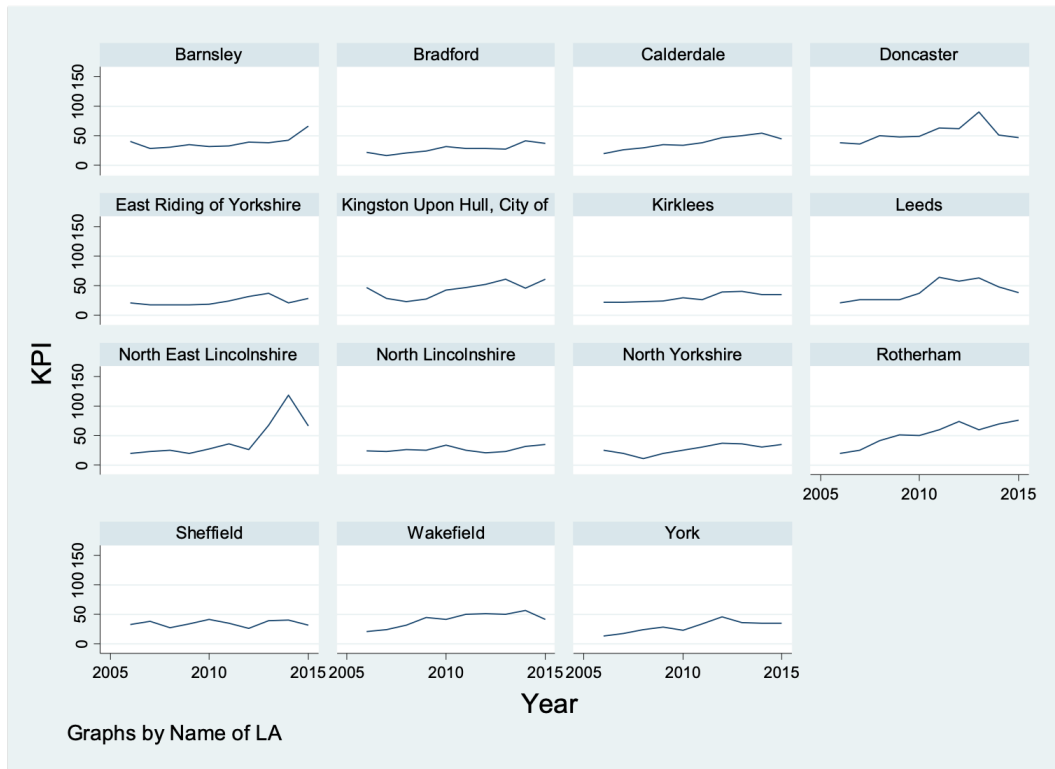 Barnsley
Bradford
Calderdale
Doncaster
0 50 100 150
East Riding of Yorkshire
Kingston Upon Hull, City of
Kirklees
Leeds
0 50 100 150
North East Lincolnshire
North Lincolnshire
North Yorkshire
Rotherham
0 50 100 150
2005 2010 2015
Sheffield
Wakefield
York
0 50 100 150
2005 2010 2015
2005 2010 2015
2005 2010 2015
KPI
Year
Graphs by Name of LA